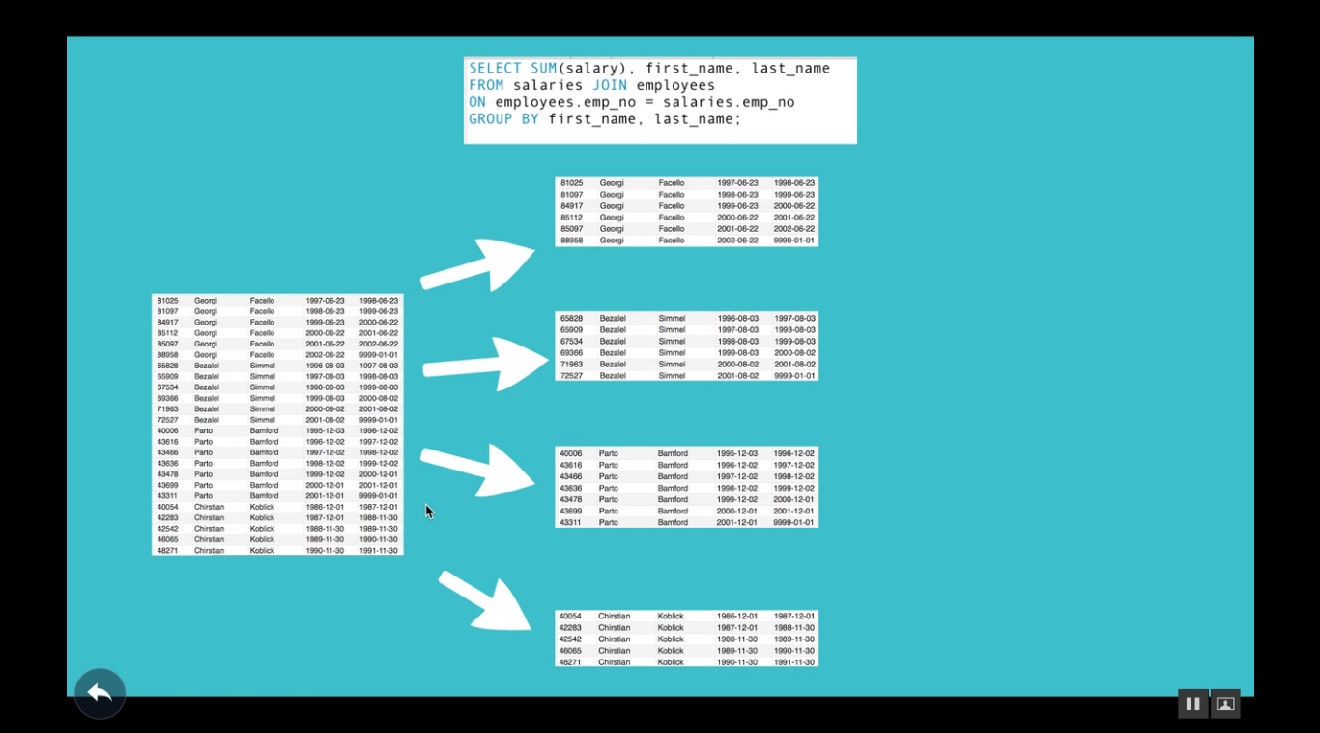 SELECT SUM(salary), first_name, last_name
FROM salaries JOIN employees
ON employees.emp_no = salaries.emp_no
GROUP BY first_name, last_name;
81025 Georgi Facello 1997-06-23 1998-06-23
81097 Georgi Facello 1998-06-23 1999-06-23
84917 Georgi Facello 1999-06-23 2000-06-22
85112 Georgi Facello 2000-06-22 2001-06-22
85097 Georgi Facello 2001-06-22 2002-06-22
88958 Georgi Facello 2002-06-22 9999-01-01
Bezalel Simmel 1996-08-03 1997-08-03
65909 Bezalel Simmel 1997-08-03 1998-08-03
67534 Bezalel Simmel 1998-08-03 1999-08-03
69366 Bezalel Simmel 1999-08-03 2000-08-02
71963 Bezalel Simmel 2000-08-02 2001-08-02
72527 Bezalel Simmel 2001-08-02 9999-01-01
40006 Parto Bamford 1995-12-03 1996-12-02
43616 Parto Bamford 1996-12-02 1997-12-02
43466 Parto Bamford 1997-12-02 1998-12-02
43636 Parto Bamford 1998-12-02 1999-12-02
43478 Parto Bamford 1999-12-02 2000-12-01
43699 Parto Bamford 2000-12-01 2001-12-01
43311 Parto Bamford 2001-12-01 9999-01-01
40054 Chirstian Koblick 1986-12-01 1987-12-01
42283 Chirstian Koblick 1987-12-01 1988-11-30
42542 Chirstian Koblick 1988-11-30 1989-11-30
46065 Chirstian Koblick 1989-11-30 1990-11-30
48271 Chirstian Koblick 1990-11-30 1991-11-30
81025 Georgi Facello 1997-06-23 1998-06-23
81097 Georgi Facello 1998-06-23 1999-06-23
84917 Georgi Facello 1999-06-23 2000-06-22
85112 Georgi Facello 2000-06-22 2001-06-22
85097 Georgi Facello 2001-06-22 2002-06-22
88958 Georgi Facello 2002-06-22 9999-01-01
65828 Bezalel Simmel 1996-08-03 1997-08-03
65909 Bezalel Simmel 1997-08-03 1998-08-03
67534 Bezalel Simmel 1998-08-03 1999-08-03
69366 Bezalel Simmel 1999-08-03 2000-08-02
71963 Bezalel Simmel 2000-08-02 2001-08-02
72527 Bezalel Simmel 2001-08-02 9999-01-01
40006 Parto Bamford 1995-12-03 1996-12-02
43616 Parto Bamford 1996-12-02 1997-12-02
43466 Parto Bamford 1997-12-02 1998-12-02
43636 Parto Bamford 1998-12-02 1999-12-02
43478 Parto Bamford 1999-12-02 2000-12-01
43699 Parto Bamford 2000-12-01 2001-12-01
43311 Parto Bamford 2001-12-01 9999-01-01
40054 Chirstian Koblick 1986-12-01 1987-12-01
42283 Chirstian Koblick 1987-12-01 1988-11-30
42542 Chirstian Koblick 1988-11-30 1989-11-30
46065 Chirstian Koblick 1989-11-30 1990-11-30
48271 Chirstian Koblick 1990-11-30 1991-11-30